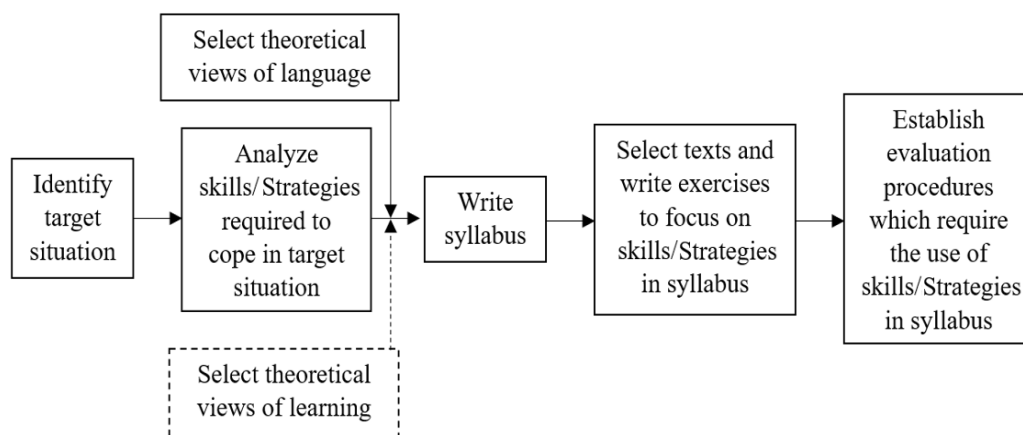 Select theoretical
views of language
Identify
target
situation
Analyze
skills/Strategies
required to
cope in target
situation
Write
syllabus
Select texts and
write exercises
to focus on
skills/Strategies
in syllabus
Establish
evaluation
procedures
which require
the use of
skills/Strategies
in syllabus
Select theoretical
views of learning